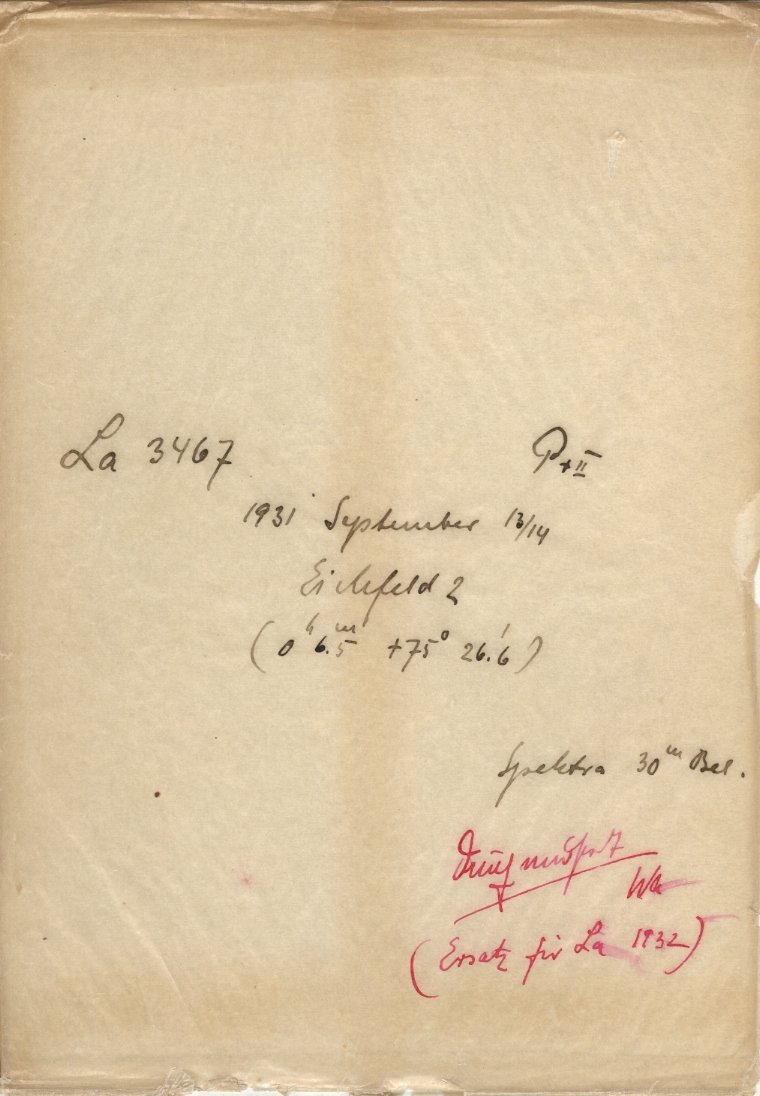 La 3467 P+II
1931 September 13/14
Eichfeld 2
(0h 6.5m +75° 26.'6)
Spektra 30m Bel.
Wa
(Ersatz für La 1932)